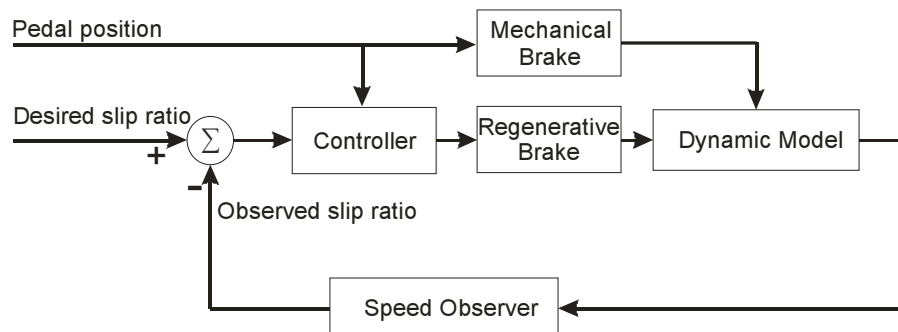 Pedal position
Mechanical
Brake
Desired slip ratio
+
Σ
Controller
Regenerative
Brake
Dynamic Model
-
Observed slip ratio
Speed Observer